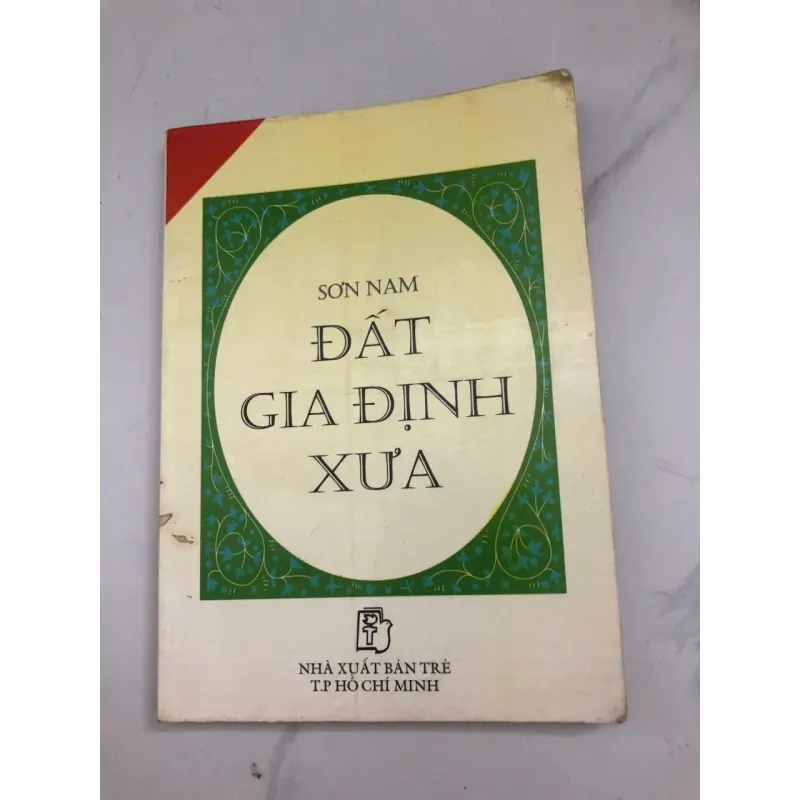 SƠN NAM
ĐẤT
GIA ĐỊNH
XƯA
NHÀ XUẤT BẢN TRẺ
T.P HỒ CHÍ MINH